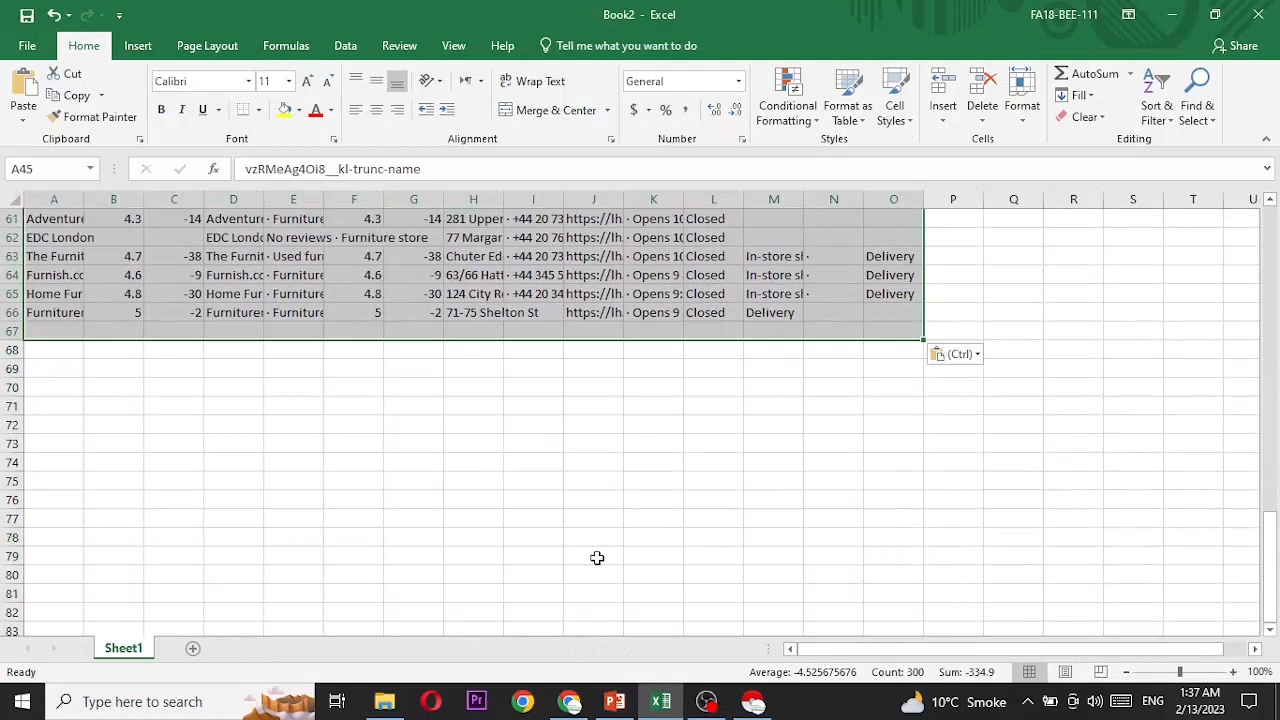 Book2 - Excel
FA18-BEE-111
File Home Insert Page Layout Formulas Data Review View Help Tell me what you want to do Share
Paste
Cut
Copy
Format Painter
Clipboard
Calibri 11
B I U
Font
Wrap Text
Merge & Center
Alignment
General
$ % ,
Number
Conditional Formatting
Format as Table
Cell Styles
Styles
Insert Delete Format
Cells
AutoSum
Fill
Clear
Sort & Filter
Find & Select
Editing
A45 fx vzRMeAg4Oi8__kl-trunc-name
A B C D E F G H I J K L M N O P Q R S T U
61 Adventure 4.3 -14 Adventure · Furniture 4.3 -14 281 Upper · +44 20 73 https://lh. · Opens 10 Closed
62 EDC London EDC Londo No reviews · Furniture store 77 Margar · +44 20 76 https://lh. · Opens 10 Closed
63 The Furnit 4.7 -38 The Furnit · Used furn 4.7 -38 Chuter Ed · +44 20 73 https://lh. · Opens 10 Closed In-store sh · Delivery
64 Furnish.co 4.6 -9 Furnish.co · Furniture 4.6 -9 63/66 Hatt · +44 345 5 https://lh. · Opens 9 Closed In-store sh · Delivery
65 Home Fur 4.8 -30 Home Fur · Furniture 4.8 -30 124 City Ro · +44 20 34 https://lh. · Opens 9: Closed In-store sh · Delivery
66 Furniturer 5 -2 Furniturer · Furniture 5 -2 71-75 Shelton St https://lh. · Opens 9 Closed Delivery
67
68
(Ctrl)
69
70
71
72
73
74
75
76
77
78
79
80
81
82
83
Sheet1
Ready Average: -4.525675676 Count: 300 Sum: -334.9 100%
Type here to search
10°C Smoke
ENG
1:37 AM
2/13/2023